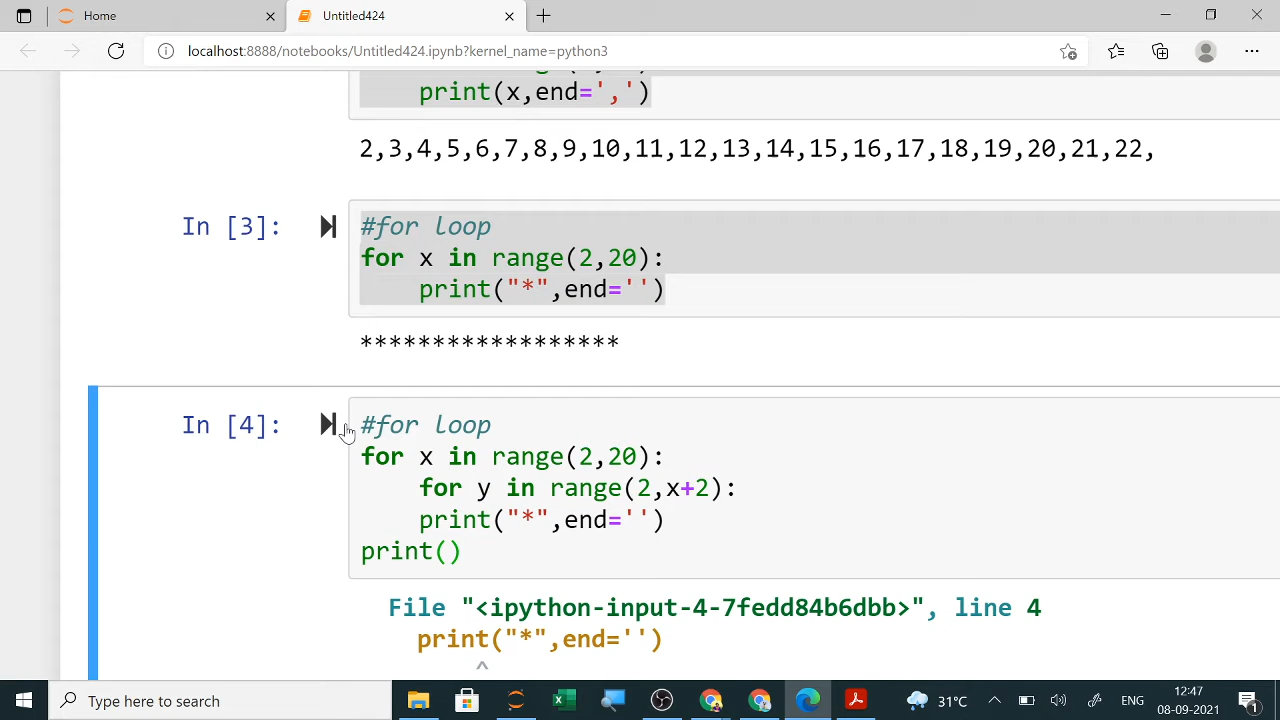 Home
Untitled424
localhost:8888/notebooks/Untitled424.ipynb?kernel_name=python3
print(x,end=',')
2,3,4,5,6,7,8,9,10,11,12,13,14,15,16,17,18,19,20,21,22,
In [3]:
#for loop
for x in range(2,20):
print("*",end='')
******************
In [4]:
#for loop
for x in range(2,20):
for y in range(2,x+2):
print("*",end='')
print()
File "<ipython-input-4-7fedd84b6dbb>", line 4
print("*",end='')
^
Type here to search
31°C
ENG
12:47
08-09-2021
1